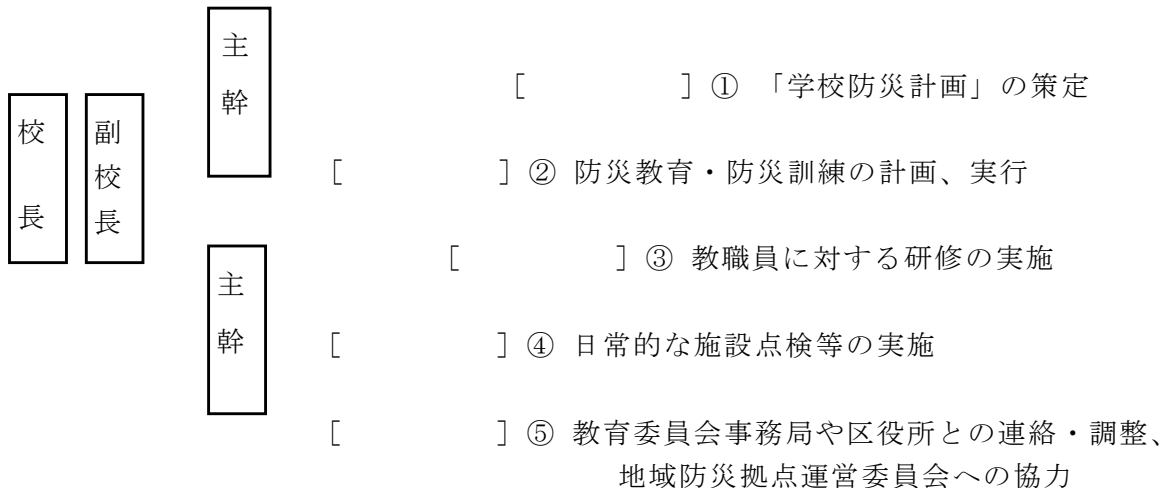 校長
副校長
主幹
主幹
[ ] ① 「学校防災計画」の策定
[ ] ② 防災教育・防災訓練の計画、実行
[ ] ③ 教職員に対する研修の実施
[ ] ④ 日常的な施設点検等の実施
[ ] ⑤ 教育委員会事務局や区役所との連絡・調整、
地域防災拠点運営委員会への協力